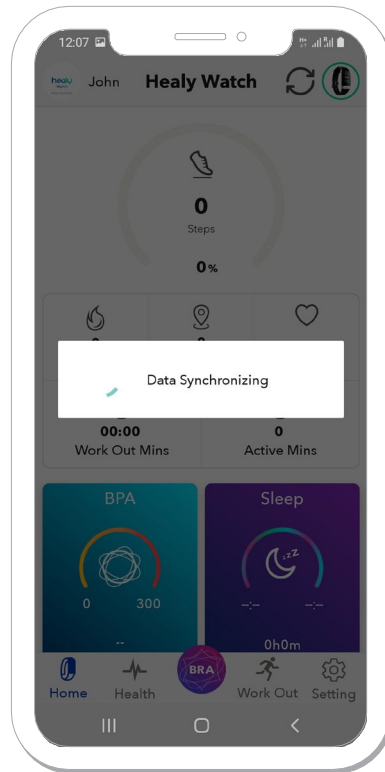 12:07
healy
John
Healy Watch
0
Steps
0%
Data Synchronizing
00:00
0
Work Out Mins
Active Mins
BPA
Sleep
0
300
--:--
--:--
--
0h0m
BRA
Home
Health
Work Out
Setting